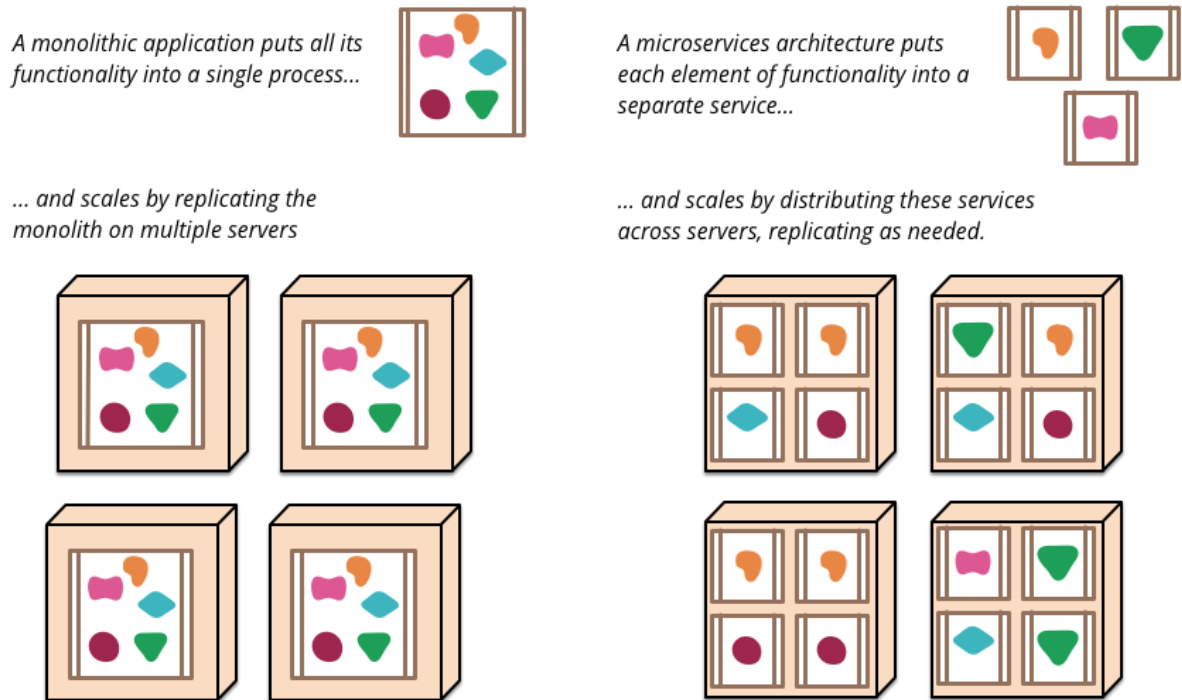 A monolithic application puts all its
functionality into a single process...
... and scales by replicating the
monolith on multiple servers
A microservices architecture puts
each element of functionality into a
separate service...
... and scales by distributing these services
across servers, replicating as needed.